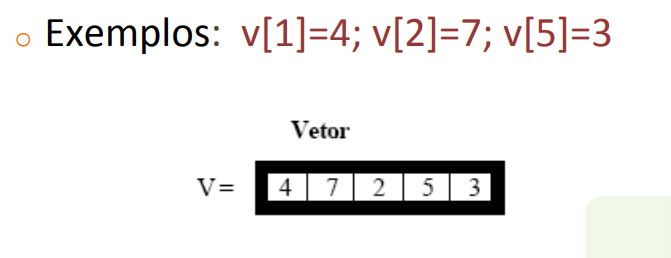 Exemplos: v[1]=4; v[2]=7; v[5]=3
Vetor
V= 4 7 2 5 3